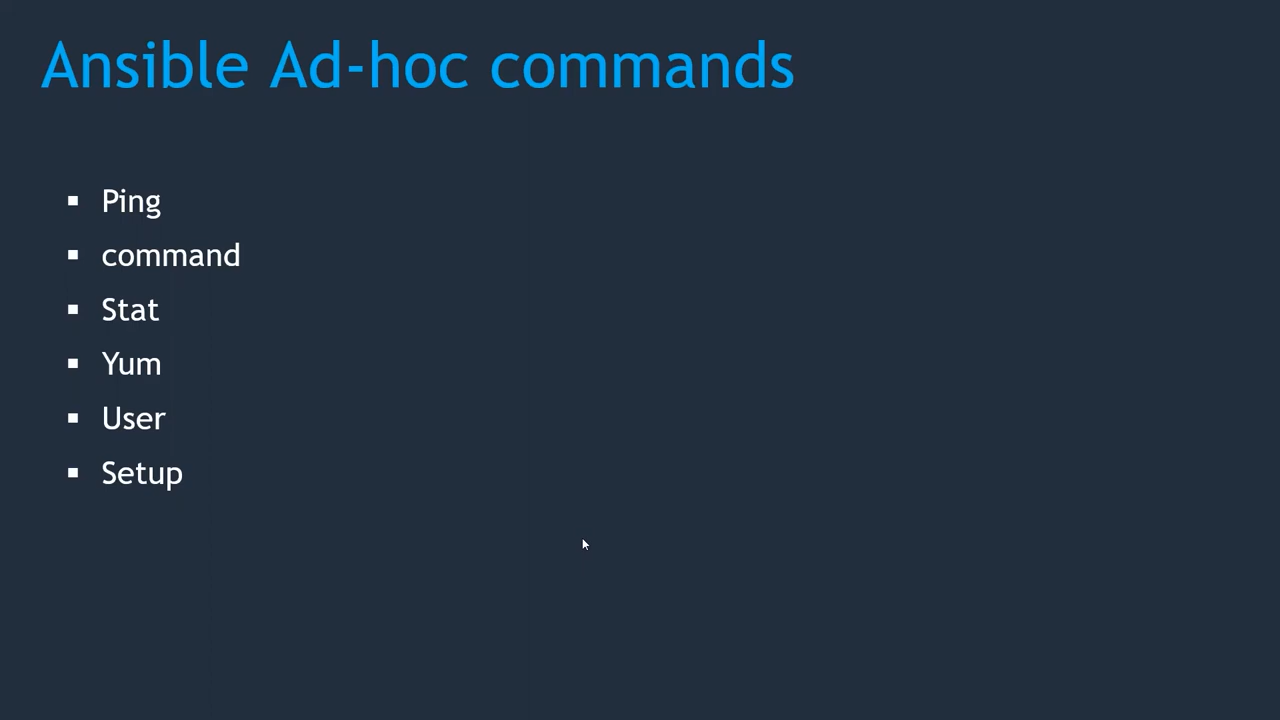 Ansible Ad-hoc commands
▪ Ping
▪ command
▪ Stat
▪ Yum
▪ User
▪ Setup